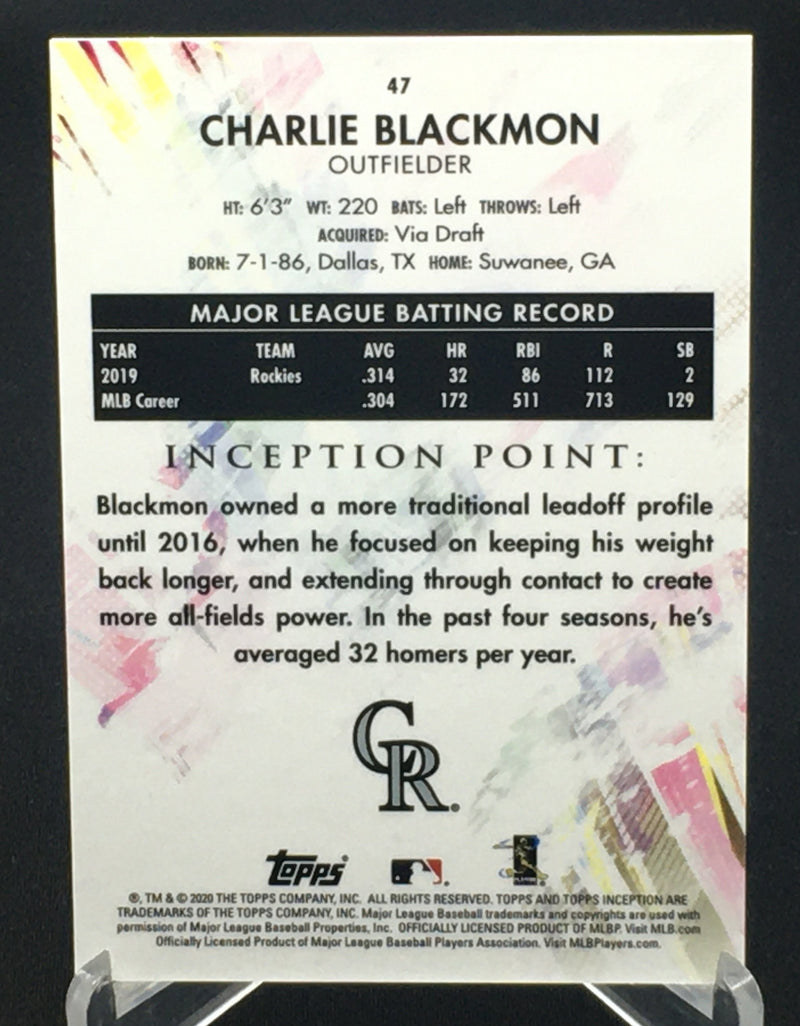 47
CHARLIE BLACKMON
OUTFIELDER
HT: 6'3" WT: 220 BATS: Left THROWS: Left
ACQUIRED: Via Draft
BORN: 7-1-86, Dallas, TX HOME: Suwanee, GA
MAJOR LEAGUE BATTING RECORD
YEAR TEAM AVG HR RBI R SB
2019 Rockies .314 32 86 112 2
MLB Career .304 172 511 713 129
INCEPTION POINT:
Blackmon owned a more traditional leadoff profile
until 2016, when he focused on keeping his weight
back longer, and extending through contact to create
more all-fields power. In the past four seasons, he's
averaged 32 homers per year.
CR
topps
®, TM & © 2020 THE TOPPS COMPANY, INC. ALL RIGHTS RESERVED. TOPPS AND TOPPS INCEPTION ARE
TRADEMARKS OF THE TOPPS COMPANY, INC. Major League Baseball trademarks and copyrights are used with
permission of Major League Baseball Properties, Inc. OFFICIALLY LICENSED PRODUCT OF MLBP. Visit MLB.com
Officially Licensed Product of Major League Baseball Players Association. Visit MLBPlayers.com.